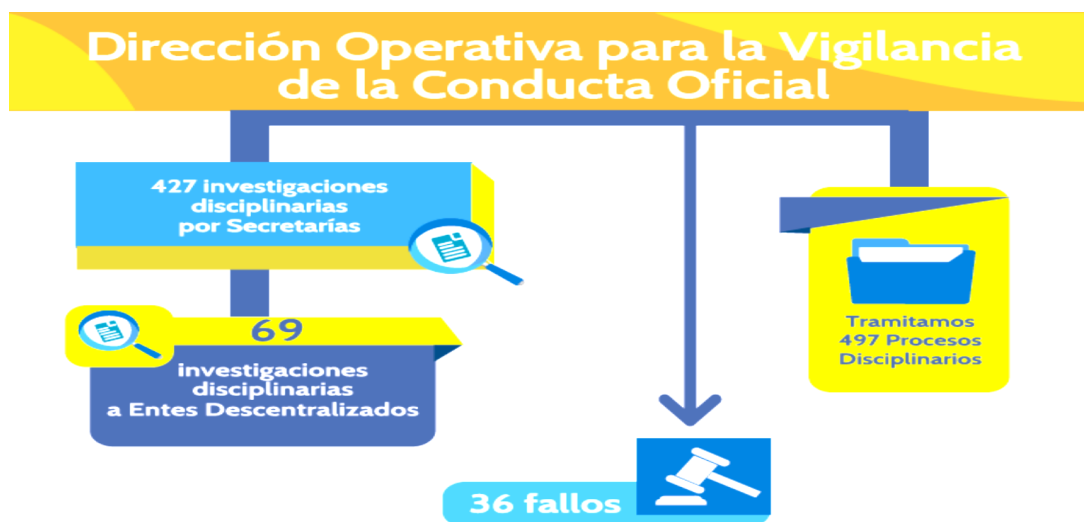 Dirección Operativa para la Vigilancia
de la Conducta Oficial
427 investigaciones
disciplinarias
por Secretarías
69
investigaciones
disciplinarias
a Entes Descentralizados
36 fallos
Tramitamos
497 Procesos
Disciplinarios